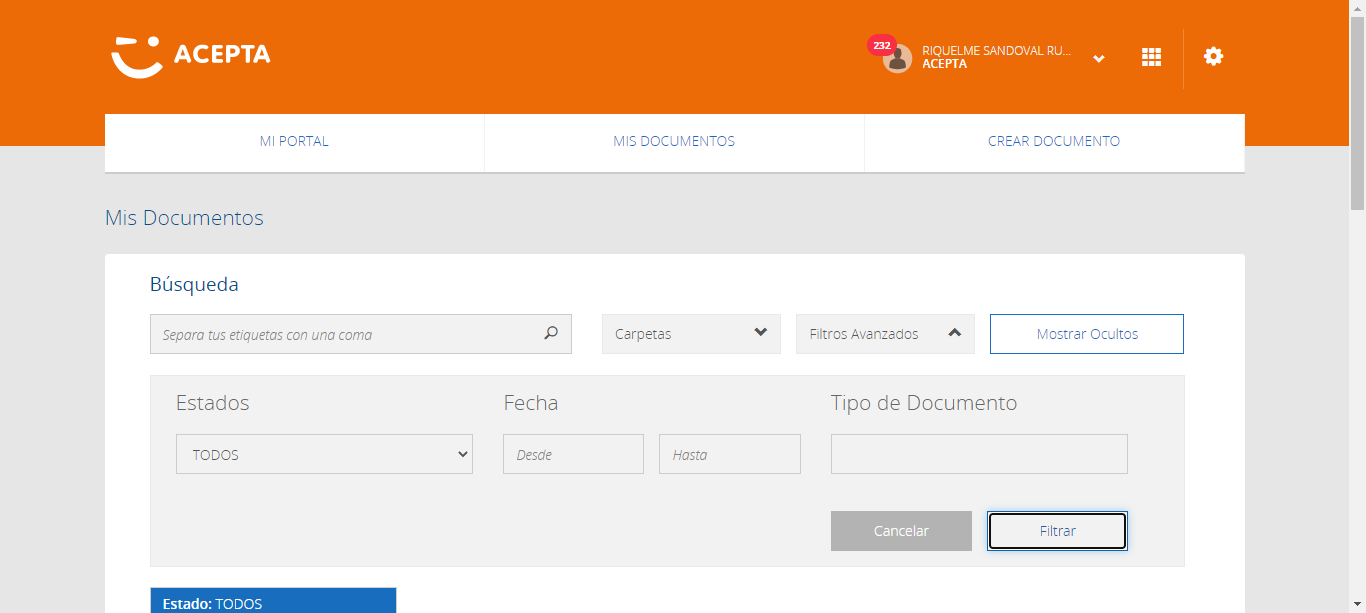 ACEPTA
232
RIQUELME SANDOVAL RU...
ACEPTA
MI PORTAL
MIS DOCUMENTOS
CREAR DOCUMENTO
Mis Documentos
Búsqueda
Separa tus etiquetas con una coma
Carpetas
Filtros Avanzados
Mostrar Ocultos
Estados
Fecha
Tipo de Documento
TODOS
Desde
Hasta
Cancelar
Filtrar
Estado: TODOS